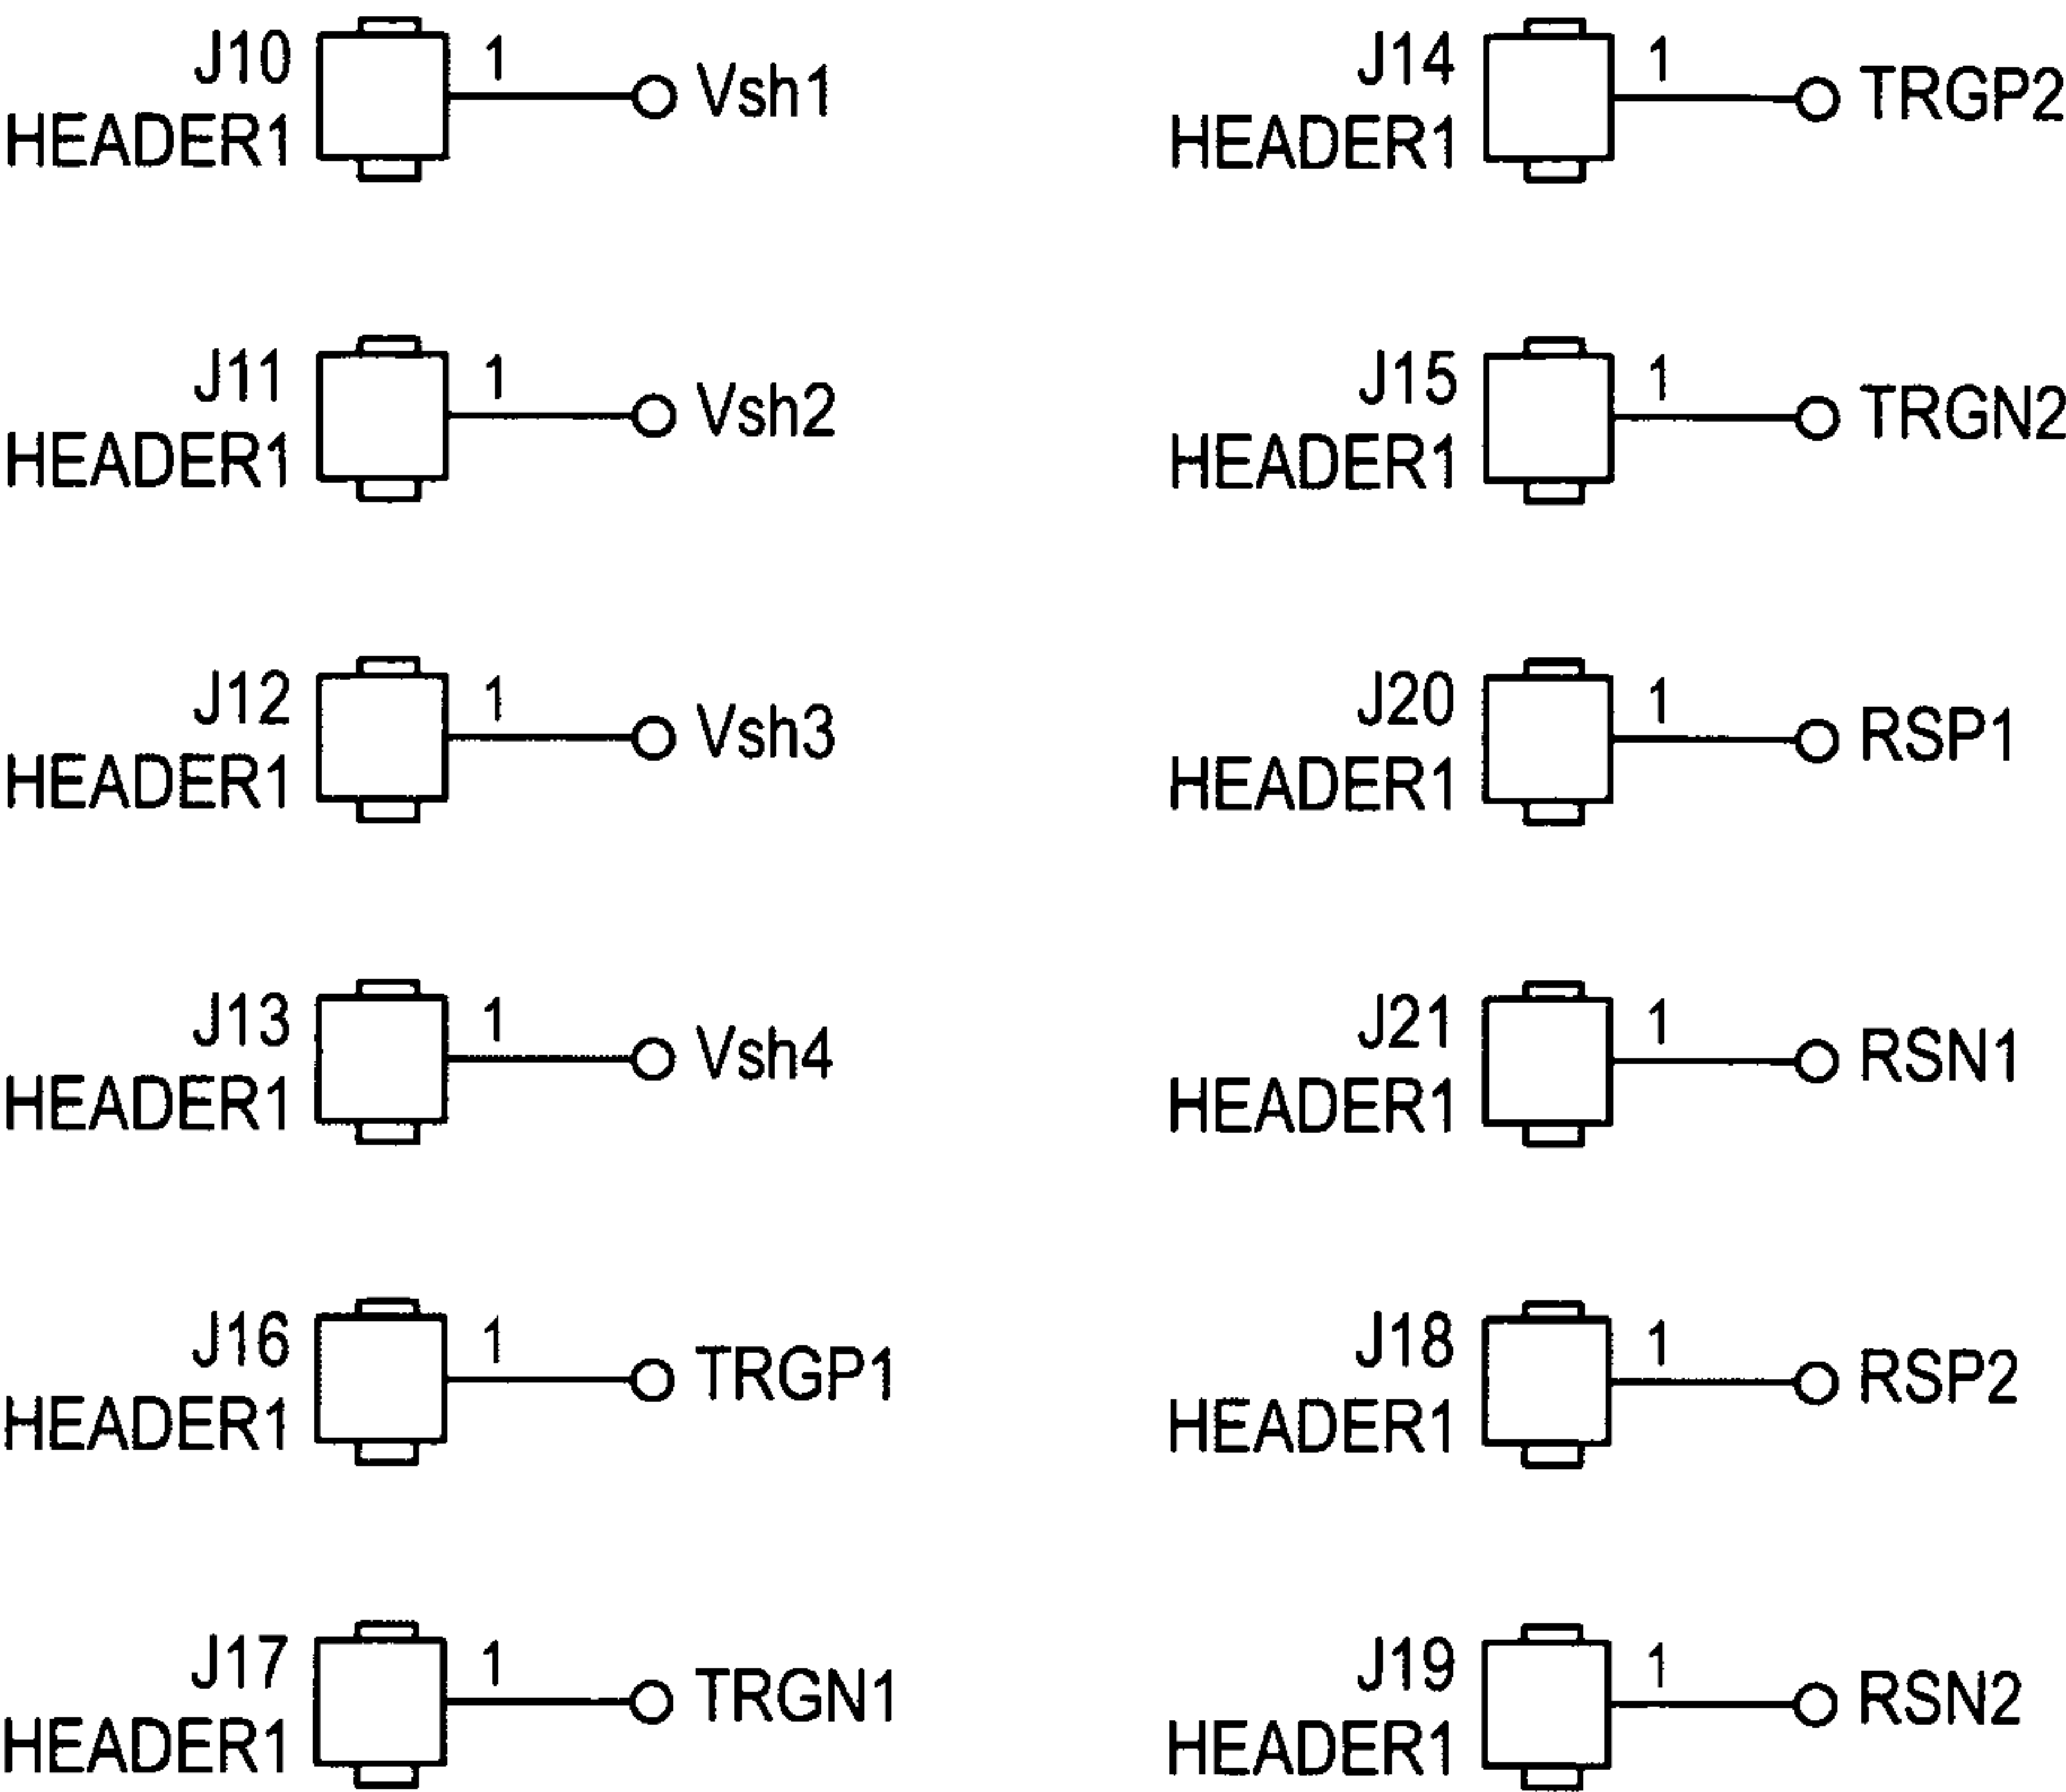 J10
1
Vsh1
HEADER1
J11
1
Vsh2
HEADER1
J12
1
Vsh3
HEADER1
J13
1
Vsh4
HEADER1
J16
1
TRGP1
HEADER1
J17
1
TRGN1
HEADER1
J14
1
TRGP2
HEADER1
J15
1
TRGN2
HEADER1
J20
1
RSP1
HEADER1
J21
1
RSN1
HEADER1
J18
1
RSP2
HEADER1
J19
1
RSN2
HEADER1